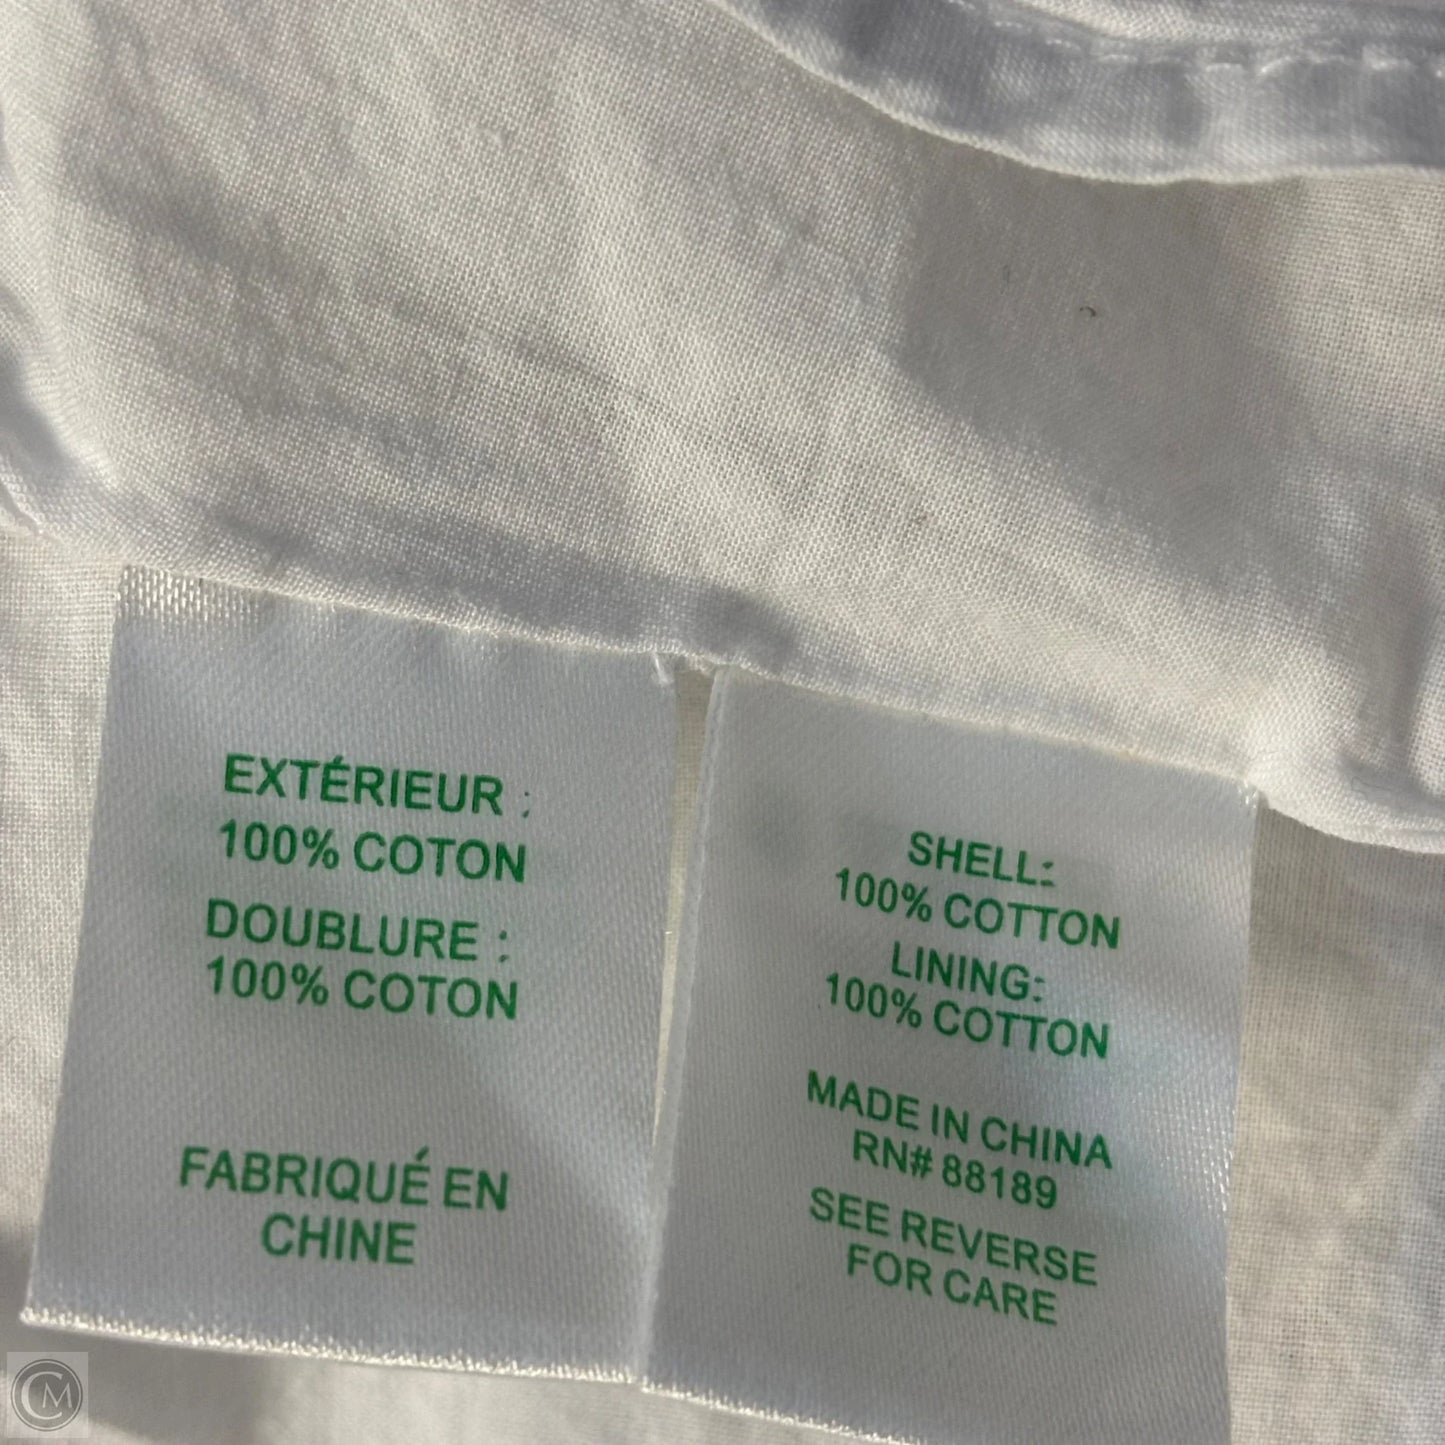 EXTÉRIEUR :
100% COTON
DOUBLURE :
100% COTON
FABRIQUÉ EN
CHINE
SHELL:
100% COTTON
LINING:
100% COTTON
MADE IN CHINA
RN# 88189
SEE REVERSE
FOR CARE
CM